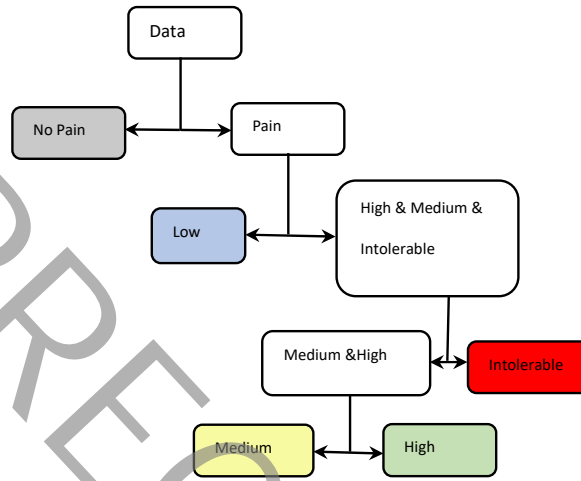 Data
No Pain
Pain
Low
High & Medium &
Intolerable
Medium &High
Intolerable
Medium
High